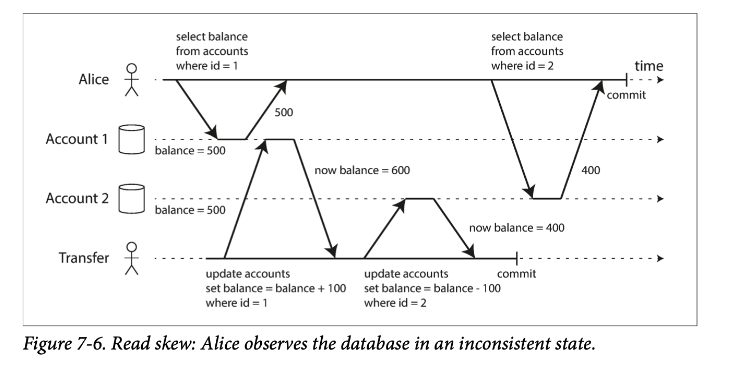 select balance
from accounts
where id = 1
select balance
from accounts
where id = 2
time
Alice
commit
500
Account 1
balance = 500
now balance = 600
400
Account 2
balance = 500
now balance = 400
Transfer
update accounts
set balance = balance + 100
where id = 1
update accounts
set balance = balance - 100
where id = 2
commit
Figure 7-6. Read skew: Alice observes the database in an inconsistent state.